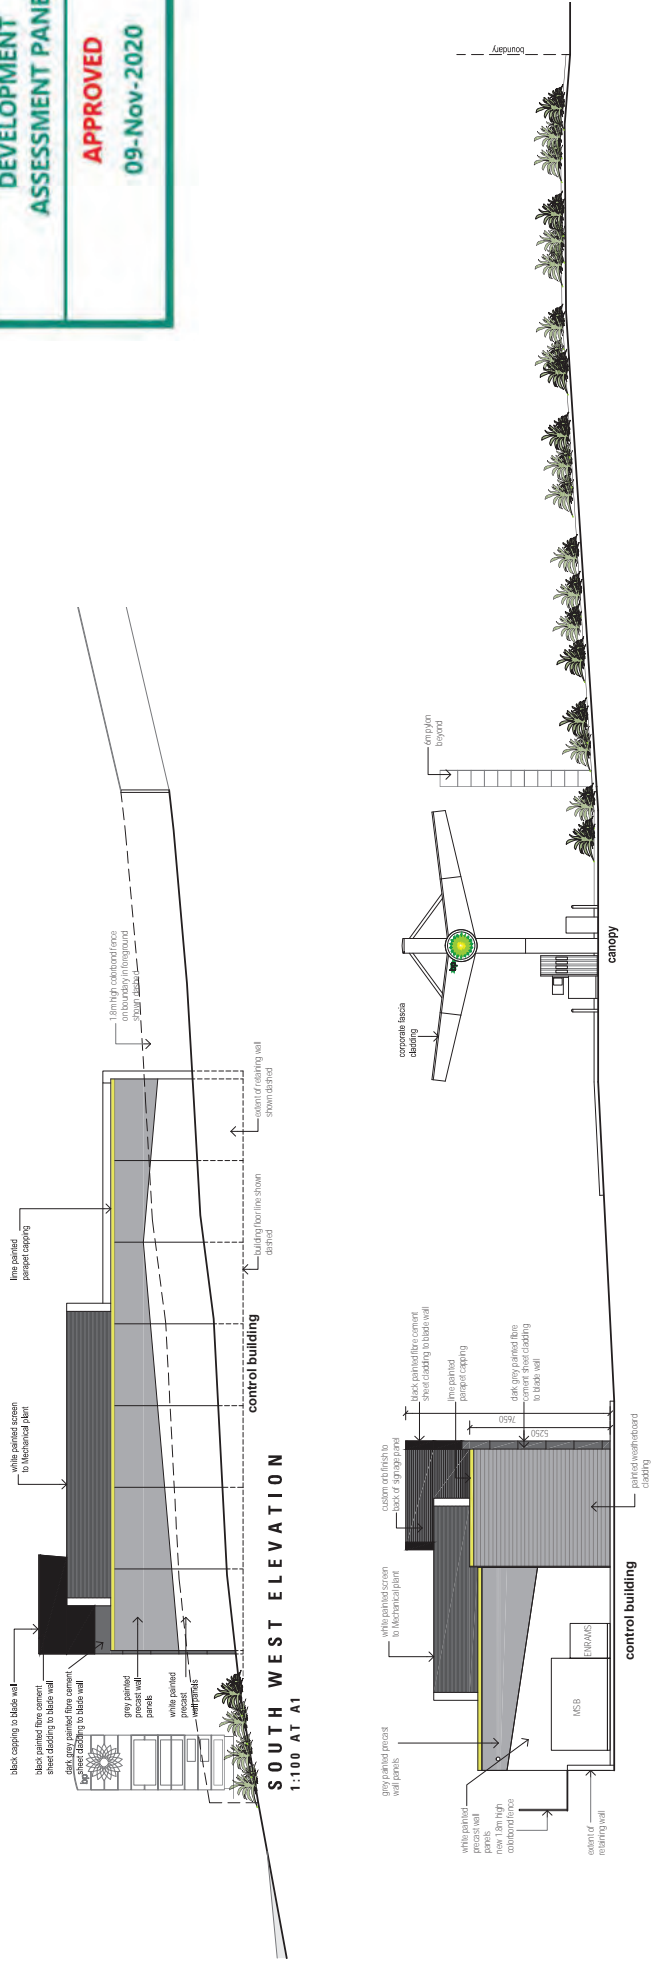 DEVELOPMENT
ASSESSMENT PANEL
APPROVED
09-Nov-2020
black capping to blade wall
black painted fibre cement
sheet cladding to blade wall
dark grey painted fibre cement
sheet cladding to blade wall
white painted screen
to Mechanical plant
lime painted
parapet capping
1.8m high colorbond fence
on boundary in foreground
shown dashed
grey painted
precast wall
panels
white painted
precast
wall panels
bp
extent of retaining wall
shown dashed
building floor line shown
dashed
control building
SOUTH WEST ELEVATION
1:100 AT A1
grey painted precast
wall panels
white painted screen
to Mechanical plant
custom orb finish to
back of signage panel
black painted fibre cement
sheet cladding to blade wall
lime painted
parapet capping
dark grey painted fibre
cement sheet cladding
to blade wall
7650
5250
white painted
precast wall
panels
new 1.8m high
colorbond fence
extent of
retaining wall
MSB
ENRAMS
painted weatherboard
cladding
control building
corporate fascia
cladding
bp
canopy
6m pylon
beyond
boundary